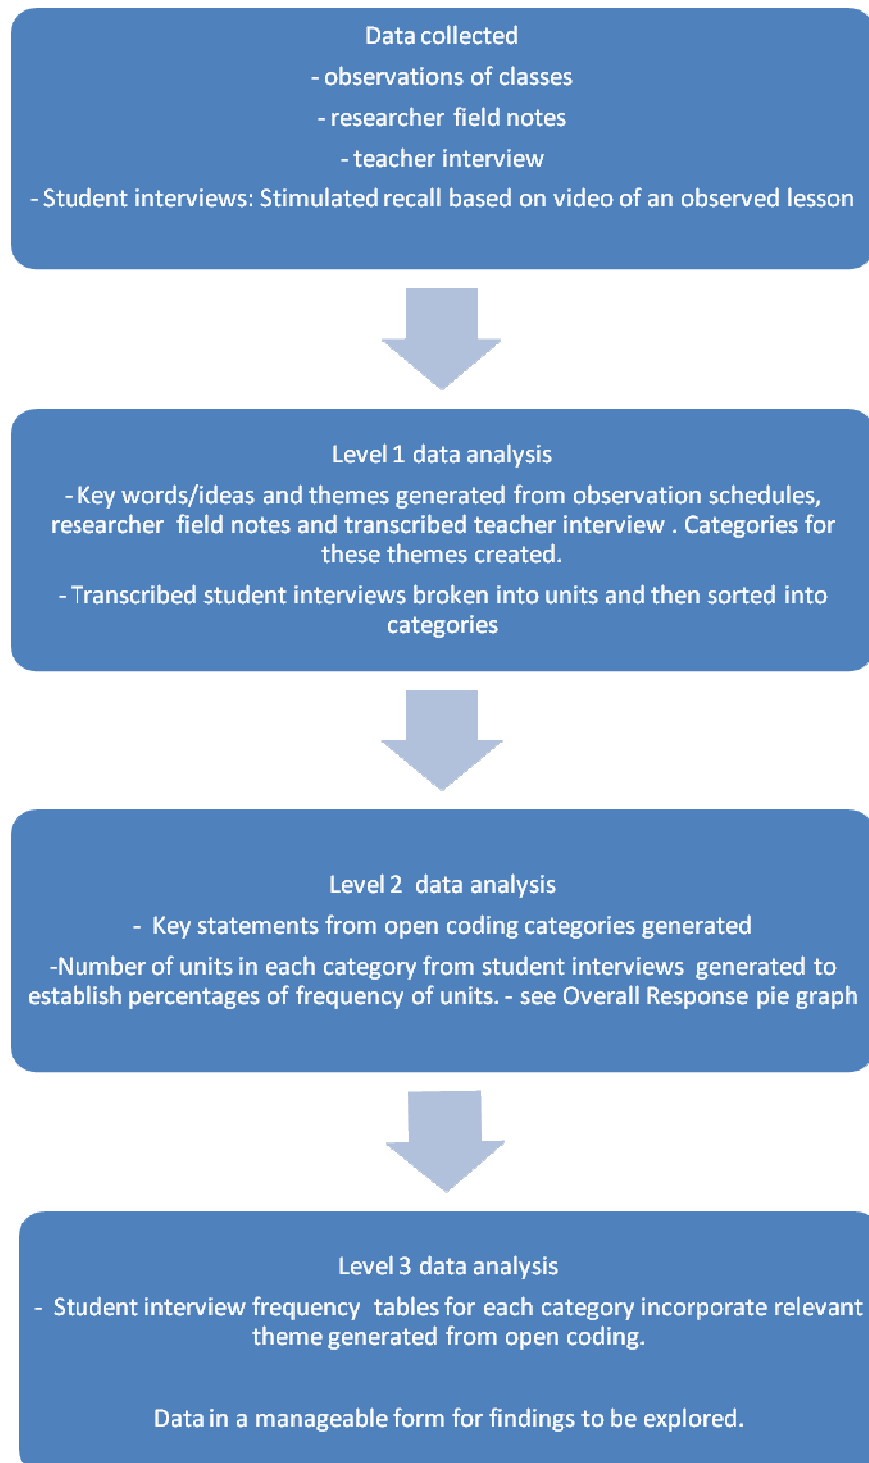 Data collected
- observations of classes
- researcher field notes
- teacher interview
- Student interviews: Stimulated recall based on video of an observed lesson
Level 1 data analysis
- Key words/ideas and themes generated from observation schedules,
researcher field notes and transcribed teacher interview . Categories for
these themes created.
- Transcribed student interviews broken into units and then sorted into
categories
Level 2 data analysis
- Key statements from open coding categories generated
-Number of units in each category from student interviews generated to
establish percentages of frequency of units. - see Overall Response pie graph
Level 3 data analysis
- Student interview frequency tables for each category incorporate relevant
theme generated from open coding.
Data in a manageable form for findings to be explored.